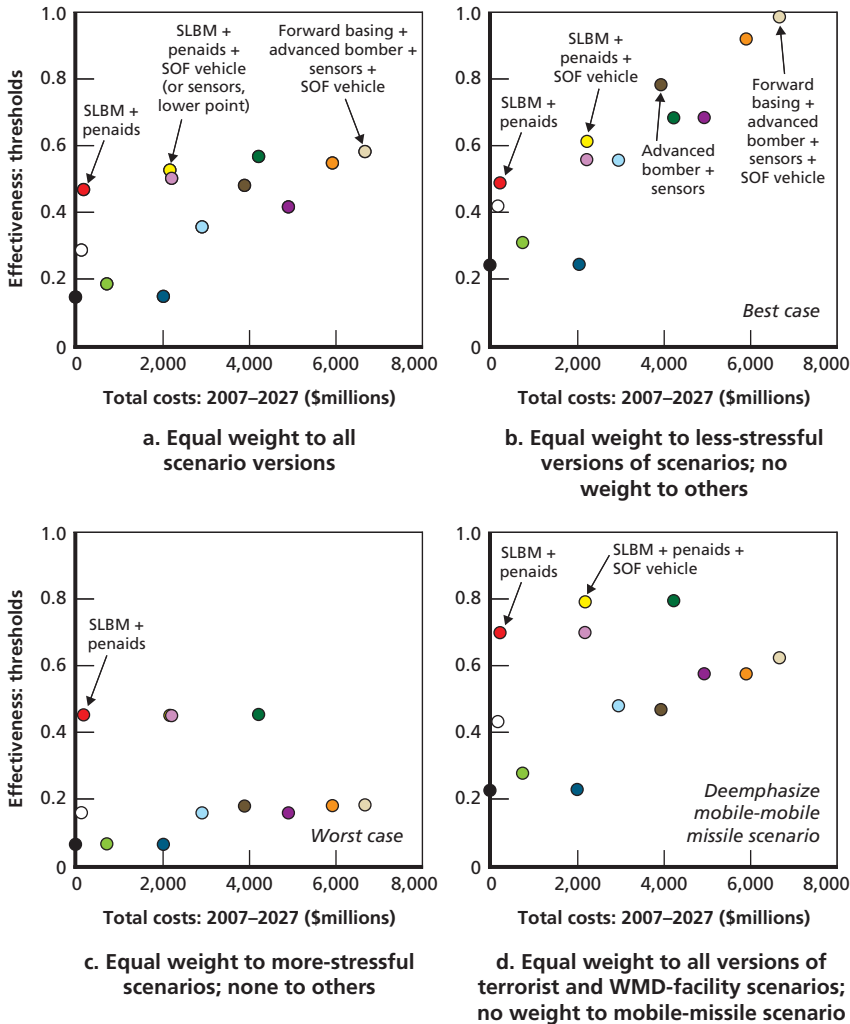 Effectiveness: thresholds
1.0
0.8
0.6
0.4
0.2
0
SLBM +
penaids
SLBM +
penaids +
SOF vehicle
(or sensors,
lower point)
Forward basing +
advanced bomber +
sensors +
SOF vehicle
0 2,000 4,000 6,000 8,000
Total costs: 2007–2027 ($millions)
a. Equal weight to all
scenario versions
1.0
0.8
0.6
0.4
0.2
0
SLBM +
penaids
SLBM +
penaids +
SOF vehicle
Advanced
bomber +
sensors
Forward
basing +
advanced
bomber +
sensors +
SOF vehicle
Best case
0 2,000 4,000 6,000 8,000
Total costs: 2007–2027 ($millions)
b. Equal weight to less-stressful
versions of scenarios; no
weight to others
Effectiveness: thresholds
1.0
0.8
0.6
0.4
0.2
0
SLBM +
penaids
Worst case
0 2,000 4,000 6,000 8,000
Total costs: 2007–2027 ($millions)
c. Equal weight to more-stressful
scenarios; none to others
1.0
0.8
0.6
0.4
0.2
0
SLBM +
penaids
SLBM + penaids +
SOF vehicle
Deemphasize
mobile-mobile
missile scenario
0 2,000 4,000 6,000 8,000
Total costs: 2007–2027 ($millions)
d. Equal weight to all versions of
terrorist and WMD-facility scenarios;
no weight to mobile-missile scenario